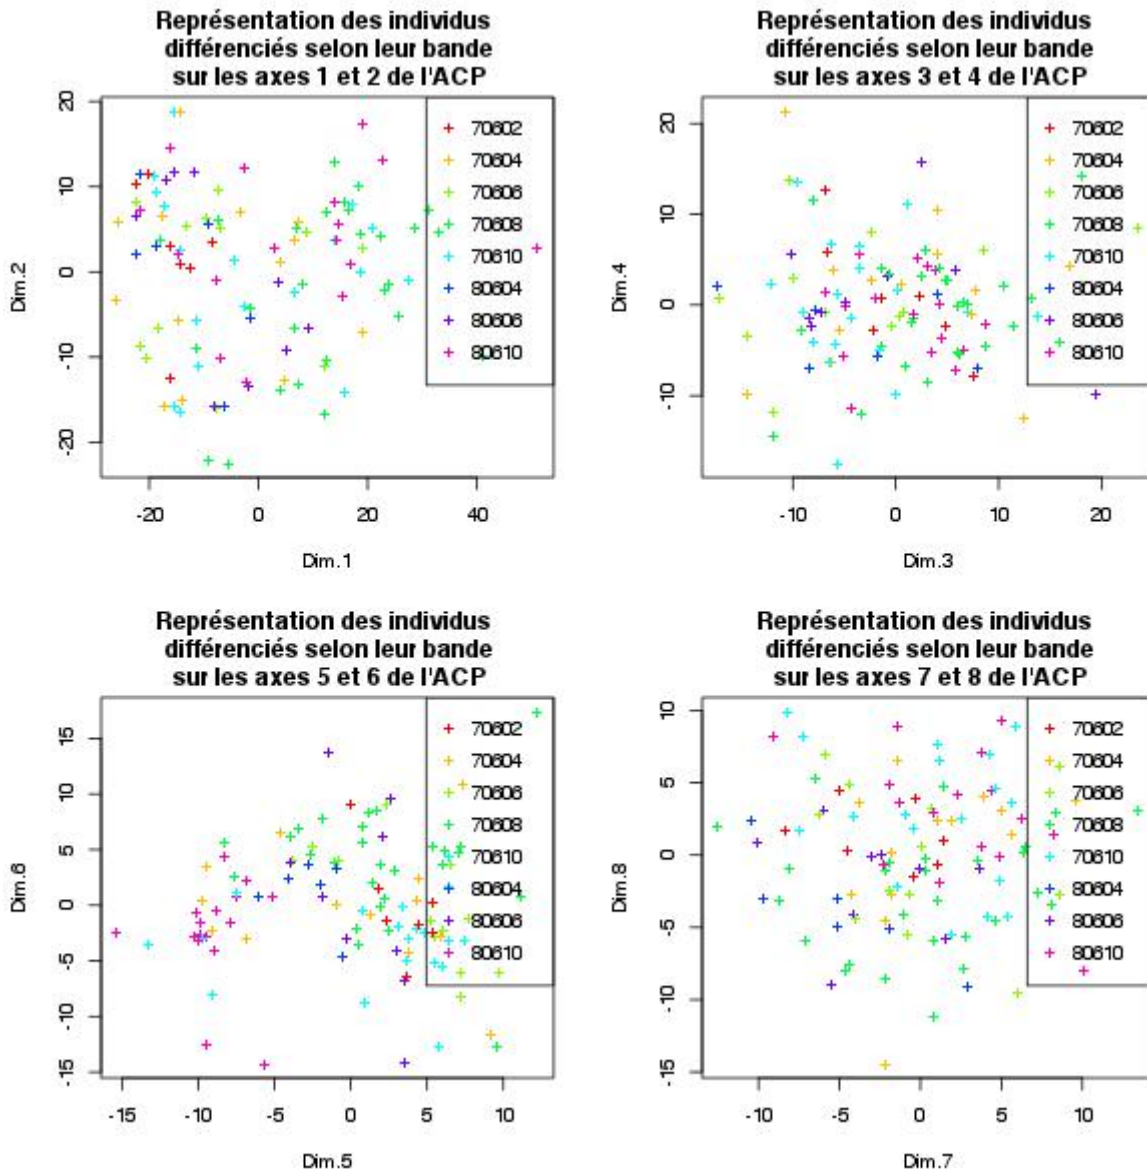 Représentation des individus
différenciés selon leur bande
sur les axes 1 et 2 de l'ACP
Dim.2
20
10
0
-10
-20
70602
70604
70606
70608
70610
80604
80606
80610
-20 0 20 40
Dim.1
Représentation des individus
différenciés selon leur bande
sur les axes 3 et 4 de l'ACP
Dim.4
20
10
0
-10
70602
70604
70606
70608
70610
80604
80606
80610
-10 0 10 20
Dim.3
Représentation des individus
différenciés selon leur bande
sur les axes 5 et 6 de l'ACP
Dim.6
15
10
5
0
-5
-10
-15
70602
70604
70606
70608
70610
80604
80606
80610
-15 -10 -5 0 5 10
Dim.5
Représentation des individus
différenciés selon leur bande
sur les axes 7 et 8 de l'ACP
Dim.8
10
5
0
-5
-10
-15
70602
70604
70606
70608
70610
80604
80606
80610
-10 -5 0 5 10
Dim.7